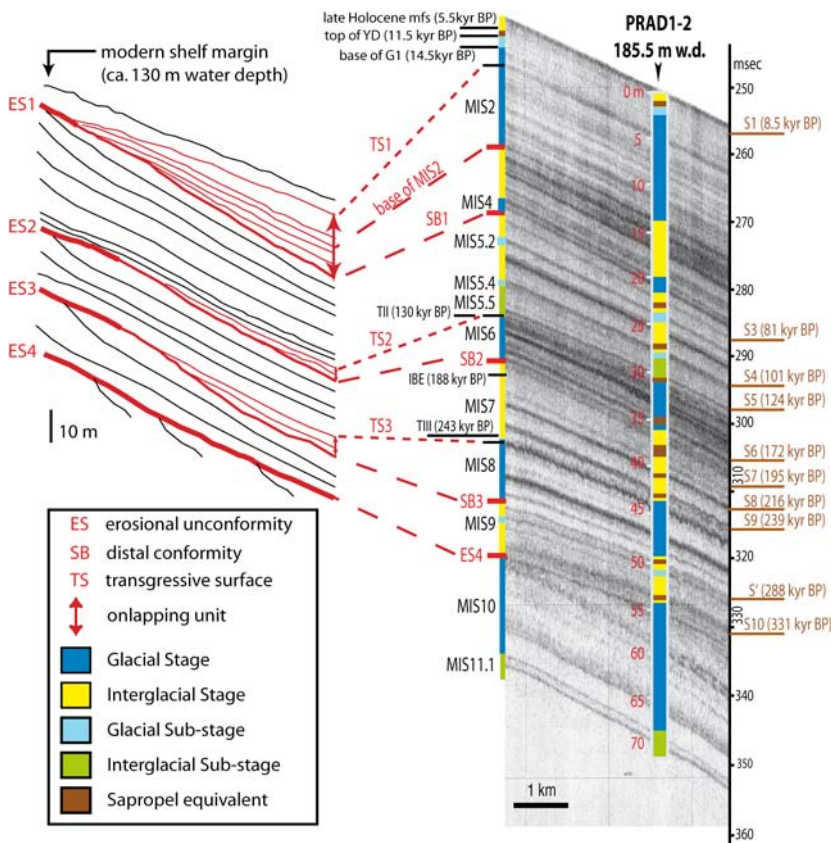 late Holocene mfs (5.5kyr BP)
top of YD (11.5 kyr BP)
base of G1 (14.5kyr BP)
PRAD1-2
185.5 m w.d.
modern shelf margin
(ca. 130 m water depth)
ES1
ES2
ES3
ES4
10 m
TS1
base of MIS2
SB1
TS2
SB2
TS3
SB3
ES4
MIS2
MIS4
MIS5.2
MIS5.4
MIS5.5
TII (130 kyr BP)
MIS6
IBE (188 kyr BP)
MIS7
TIII (243 kyr BP)
MIS8
MIS9
MIS10
MIS11.1
0 m
5
10
15
20
25
30
35
40
45
50
55
60
65
70
1 km
msec
250
260
270
280
290
300
310
320
330
340
350
360
S1 (8.5 kyr BP)
S3 (81 kyr BP)
S4 (101 kyr BP)
S5 (124 kyr BP)
S6 (172 kyr BP)
S7 (195 kyr BP)
S8 (216 kyr BP)
S9 (239 kyr BP)
S' (288 kyr BP)
S10 (331 kyr BP)
ES erosional unconformity
SB distal conformity
TS transgressive surface
onlapping unit
Glacial Stage
Interglacial Stage
Glacial Sub-stage
Interglacial Sub-stage
Sapropel equivalent